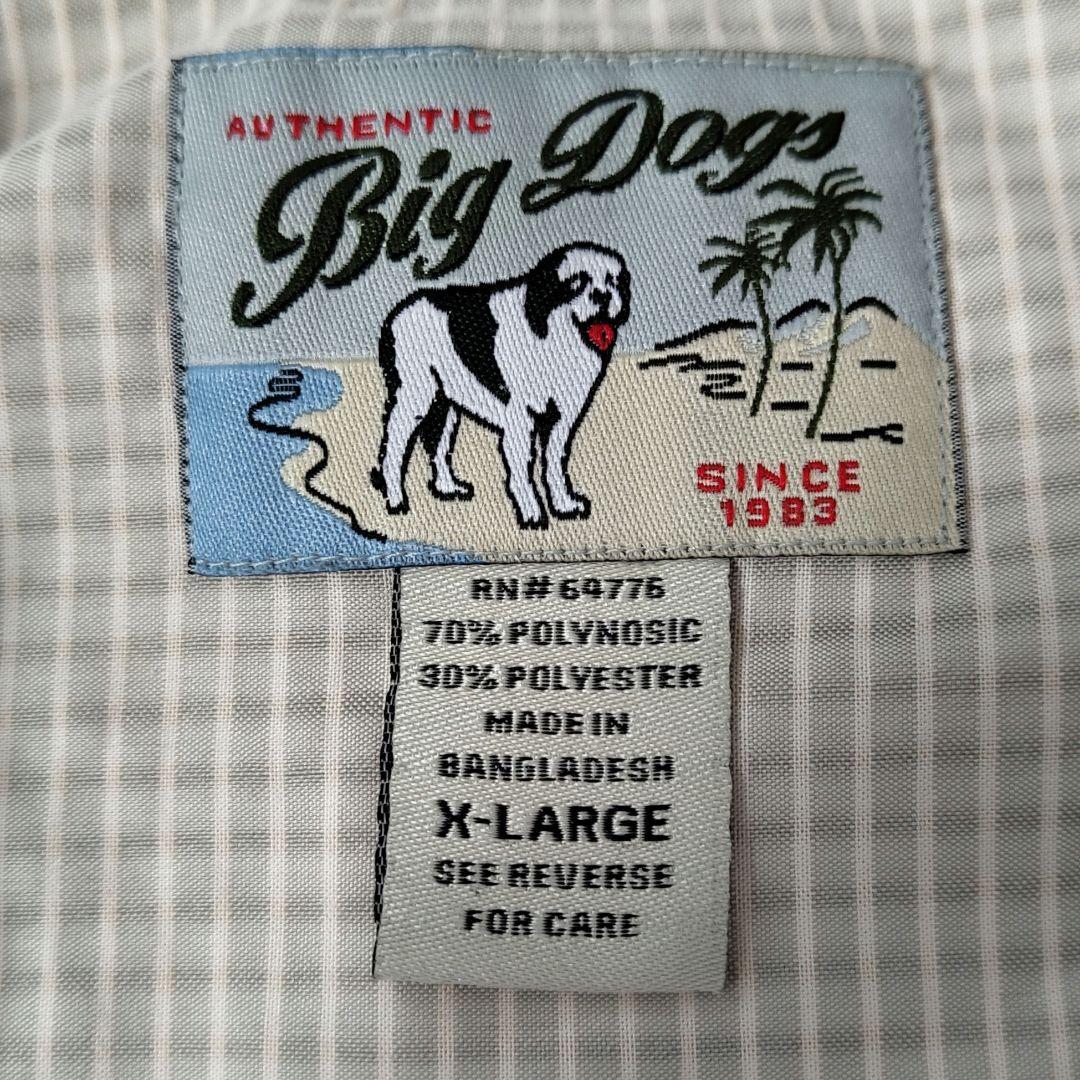 AUTHENTIC
Big Dogs
SINCE
1983
RN# 64776
70% POLYNOSIC
30% POLYESTER
MADE IN
BANGLADESH
X-LARGE
SEE REVERSE
FOR CARE